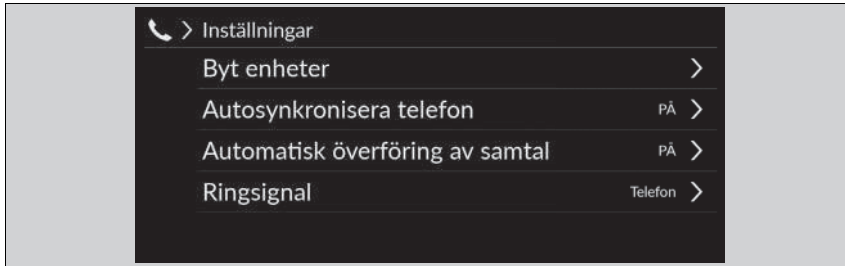 Inställningar
Byt enheter
Autosynkronisera telefon PÅ
Automatisk överföring av samtal PÅ
Ringsignal Telefon